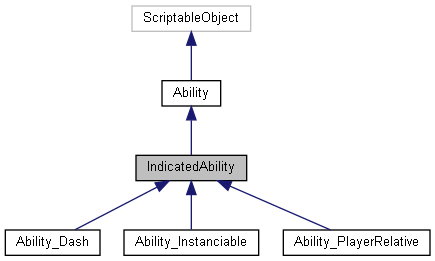 ScriptableObject
Ability
IndicatedAbility
Ability_Dash
Ability_Instanciable
Ability_PlayerRelative